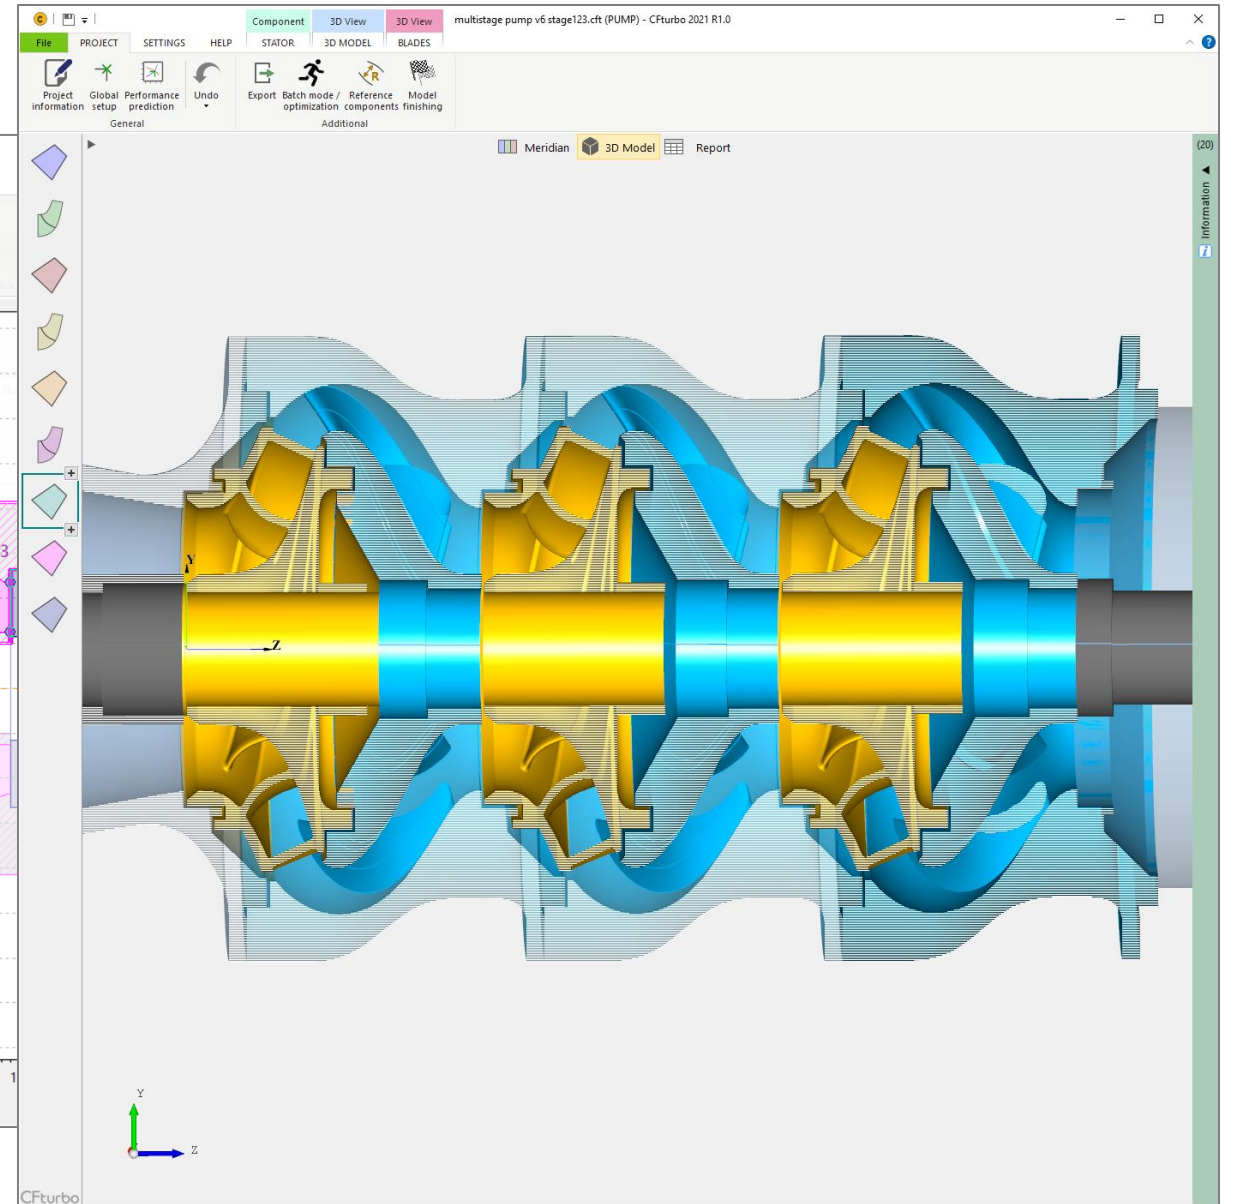 multistage pump v6 stage123.cft (PUMP) - CFturbo 2021 R1.0
Component 3D View 3D View
File PROJECT SETTINGS HELP STATOR 3D MODEL BLADES
Project information
Global setup
Performance prediction
Undo
General
Export
Batch mode / optimization
Reference components
Model finishing
Additional
Meridian 3D Model Report
(20)
Information
3
Y
Z
1
Y
Z
CFturbo